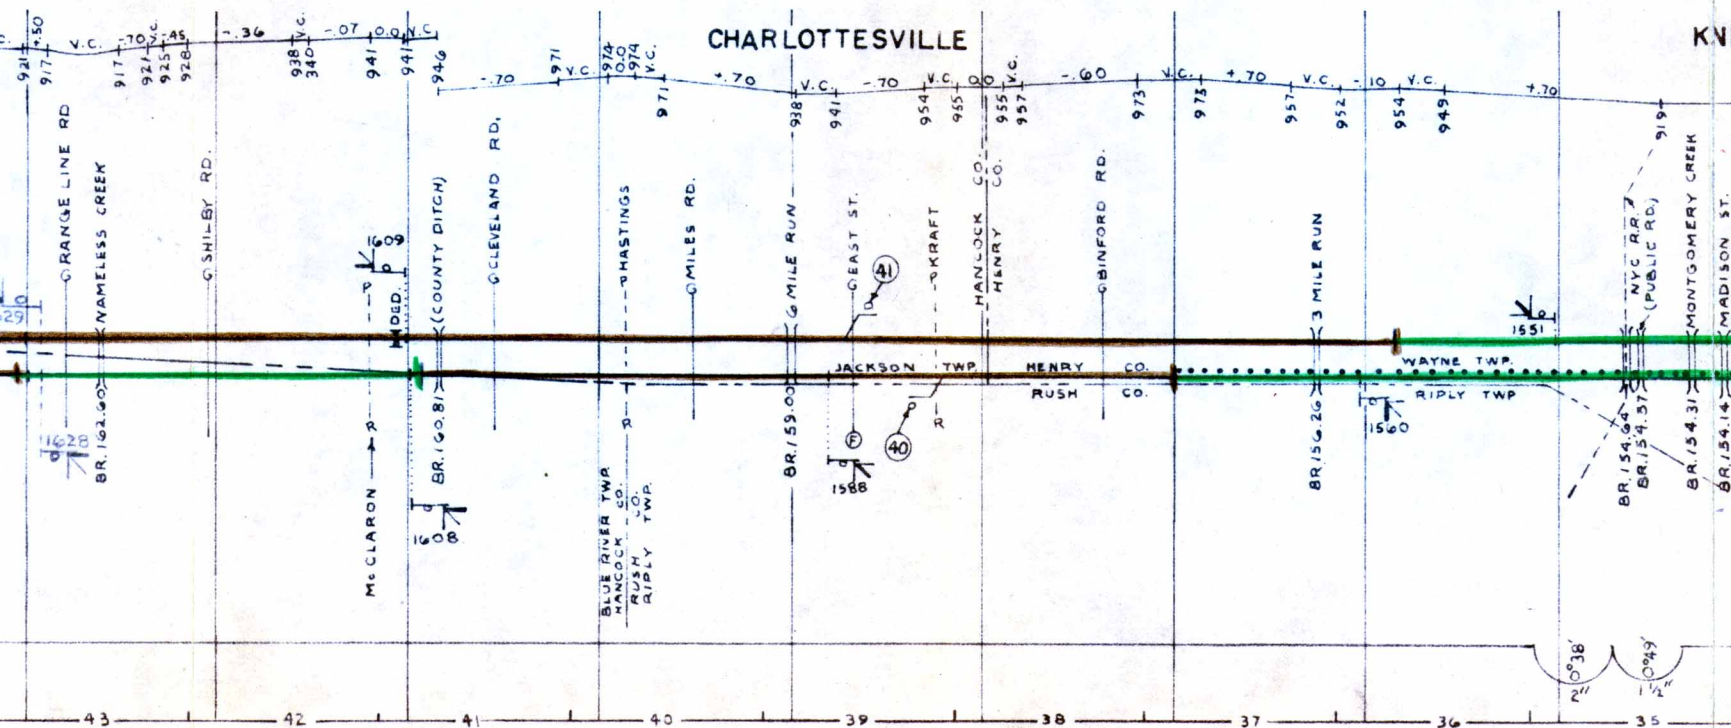 CHARLOTTESVILLE
KN
+.50 V.C. -.70 V.C. -.45 -.36 V.C. -.07 0.0 V.C.
921 917 917 921 925 928 938 340 941 941 946
-.70 V.C. 0.0 V.C. +.70 V.C. -.70 V.C. 0.0 V.C. -.60 V.C. +.70 V.C. -.10 V.C. +.70
971 974 974 971 938 941 954 955 957 973 973 957 952 954 949 919
RANGE LINE RD
NAMELESS CREEK
SHILBY RD.
1609
P
DED.
(COUNTY DITCH)
CLEVELAND RD.
P HASTINGS
MILES RD.
6 MILE RUN
EAST ST.
41
P KRAFT
HANCOCK CO.
HENRY CO.
BINFORD RD.
3 MILE RUN
1551
NYC R.R.
(PUBLIC RD.)
MONTGOMERY CREEK
MADISON ST.
629
JACKSON TWP. HENRY CO.
RUSH CO.
WAYNE TWP.
RIPLY TWP
1628
BR. 162.60
McCLARON R
BR. 160.81
1608
R
BLUE RIVER TWP.
HANCOCK CO.
RUSH CO.
RIPLY TWP.
BR. 159.00
F
1588
P
40
R
BR. 156.26
1560
BR. 154.64
BR. 154.57
BR. 154.31
BR. 154.14
0°38'
2"
0°49'
1 1/2"
43 42 41 40 39 38 37 36 35